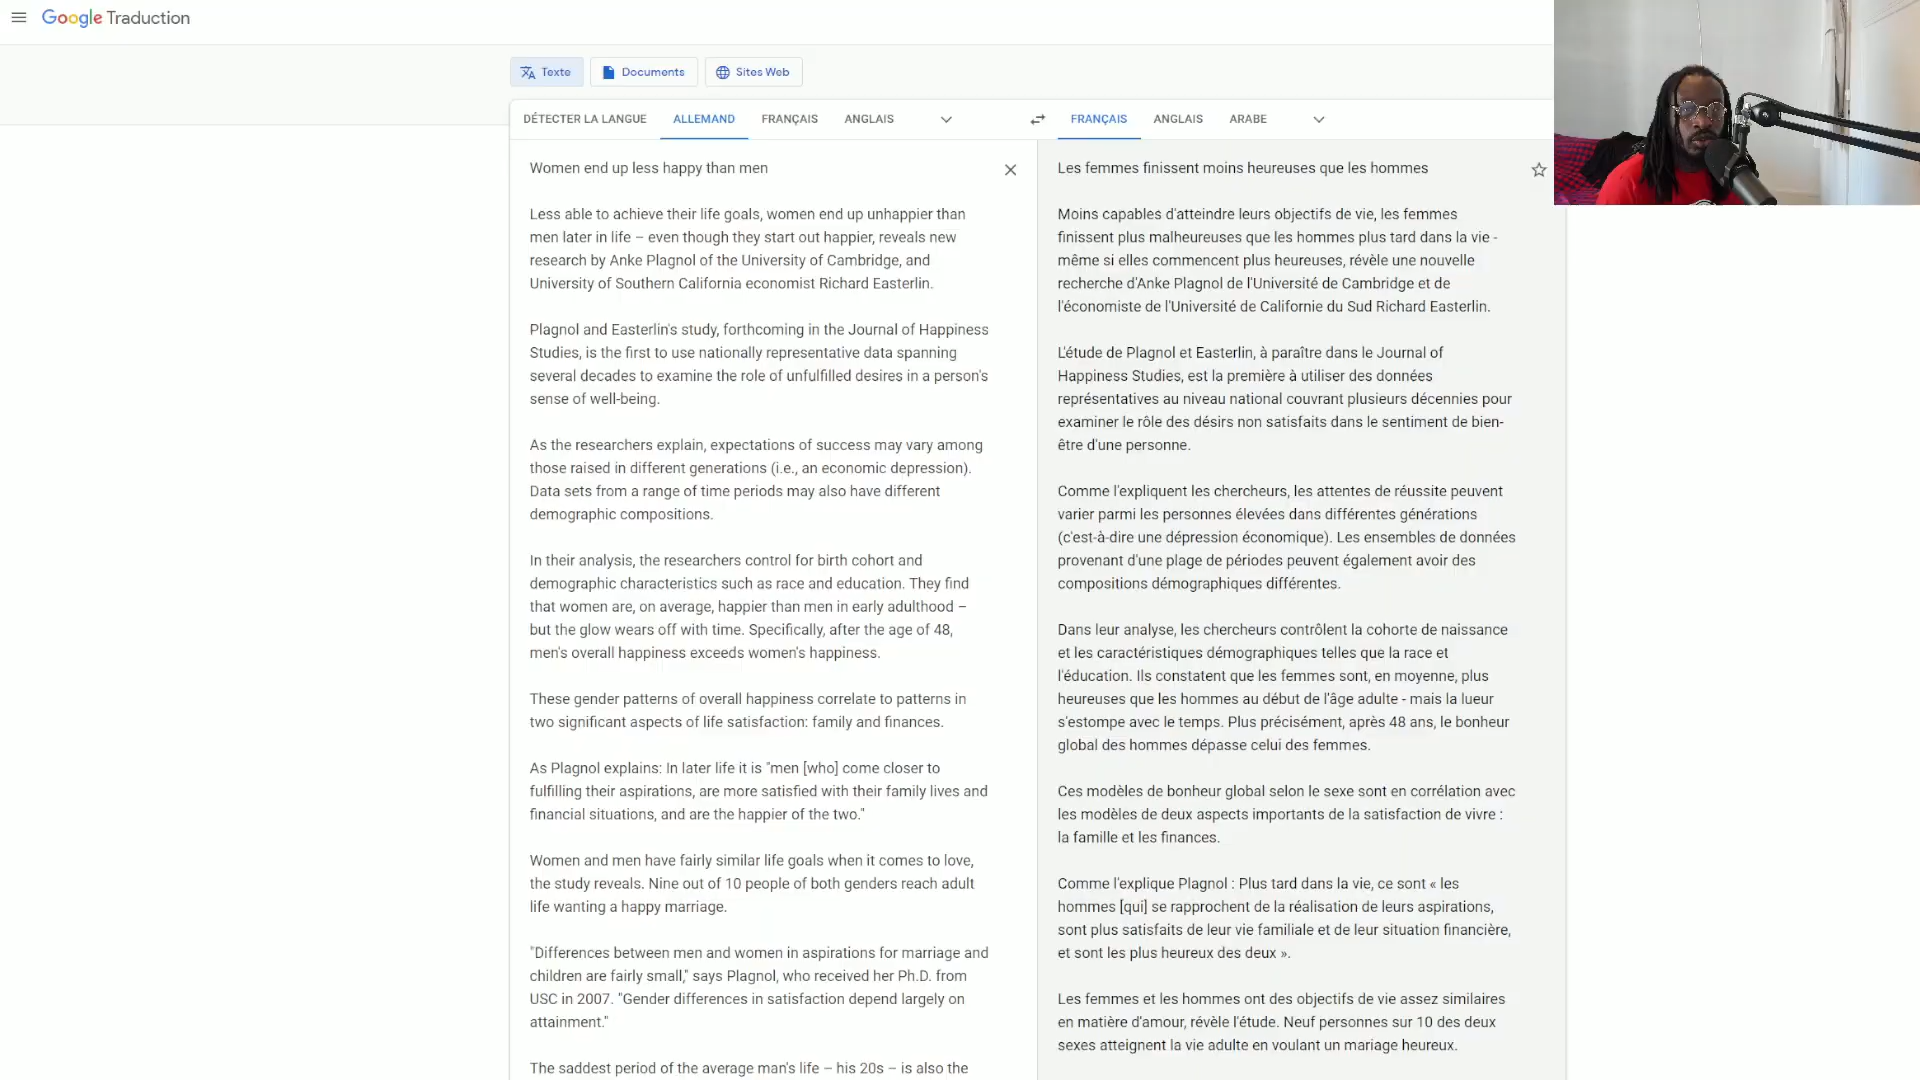 Google Traduction
Texte
Documents
Sites Web
DÉTECTER LA LANGUE
ALLEMAND
FRANÇAIS
ANGLAIS
FRANÇAIS
ANGLAIS
ARABE
Women end up less happy than men
Less able to achieve their life goals, women end up unhappier than
men later in life – even though they start out happier, reveals new
research by Anke Plagnol of the University of Cambridge, and
University of Southern California economist Richard Easterlin.
Plagnol and Easterlin's study, forthcoming in the Journal of Happiness
Studies, is the first to use nationally representative data spanning
several decades to examine the role of unfulfilled desires in a person's
sense of well-being.
As the researchers explain, expectations of success may vary among
those raised in different generations (i.e., an economic depression).
Data sets from a range of time periods may also have different
demographic compositions.
In their analysis, the researchers control for birth cohort and
demographic characteristics such as race and education. They find
that women are, on average, happier than men in early adulthood –
but the glow wears off with time. Specifically, after the age of 48,
men's overall happiness exceeds women's happiness.
These gender patterns of overall happiness correlate to patterns in
two significant aspects of life satisfaction: family and finances.
As Plagnol explains: In later life it is "men [who] come closer to
fulfilling their aspirations, are more satisfied with their family lives and
financial situations, and are the happier of the two."
Women and men have fairly similar life goals when it comes to love,
the study reveals. Nine out of 10 people of both genders reach adult
life wanting a happy marriage.
"Differences between men and women in aspirations for marriage and
children are fairly small," says Plagnol, who received her Ph.D. from
USC in 2007. "Gender differences in satisfaction depend largely on
attainment."
The saddest period of the average man's life – his 20s – is also the
Les femmes finissent moins heureuses que les hommes
Moins capables d'atteindre leurs objectifs de vie, les femmes
finissent plus malheureuses que les hommes plus tard dans la vie -
même si elles commencent plus heureuses, révèle une nouvelle
recherche d'Anke Plagnol de l'Université de Cambridge et de
l'économiste de l'Université de Californie du Sud Richard Easterlin.
L'étude de Plagnol et Easterlin, à paraître dans le Journal of
Happiness Studies, est la première à utiliser des données
représentatives au niveau national couvrant plusieurs décennies pour
examiner le rôle des désirs non satisfaits dans le sentiment de bien-
être d'une personne.
Comme l'expliquent les chercheurs, les attentes de réussite peuvent
varier parmi les personnes élevées dans différentes générations
(c'est-à-dire une dépression économique). Les ensembles de données
provenant d'une plage de périodes peuvent également avoir des
compositions démographiques différentes.
Dans leur analyse, les chercheurs contrôlent la cohorte de naissance
et les caractéristiques démographiques telles que la race et
l'éducation. Ils constatent que les femmes sont, en moyenne, plus
heureuses que les hommes au début de l'âge adulte - mais la lueur
s'estompe avec le temps. Plus précisément, après 48 ans, le bonheur
global des hommes dépasse celui des femmes.
Ces modèles de bonheur global selon le sexe sont en corrélation avec
les modèles de deux aspects importants de la satisfaction de vivre :
la famille et les finances.
Comme l'explique Plagnol : Plus tard dans la vie, ce sont « les
hommes [qui] se rapprochent de la réalisation de leurs aspirations,
sont plus satisfaits de leur vie familiale et de leur situation financière,
et sont les plus heureux des deux ».
Les femmes et les hommes ont des objectifs de vie assez similaires
en matière d'amour, révèle l'étude. Neuf personnes sur 10 des deux
sexes atteignent la vie adulte en voulant un mariage heureux.